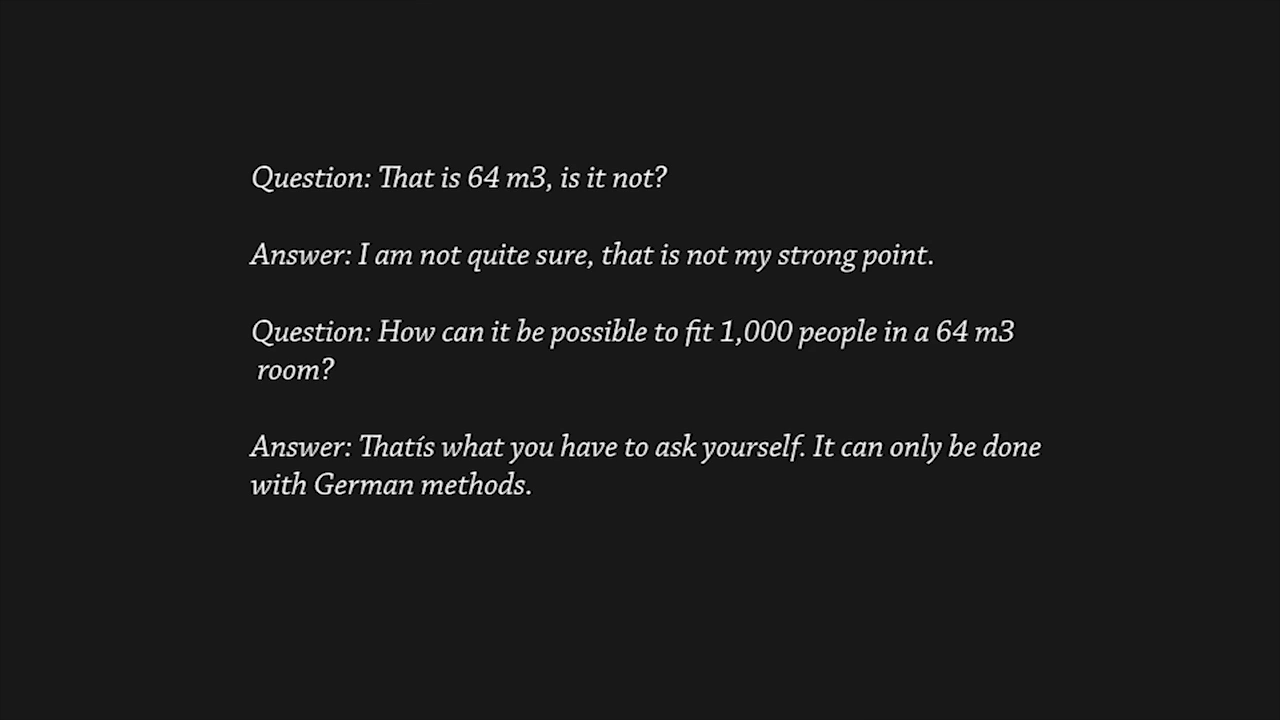 Question: That is 64 m3, is it not?
Answer: I am not quite sure, that is not my strong point.
Question: How can it be possible to fit 1,000 people in a 64 m3
room?
Answer: Thatís what you have to ask yourself. It can only be done
with German methods.